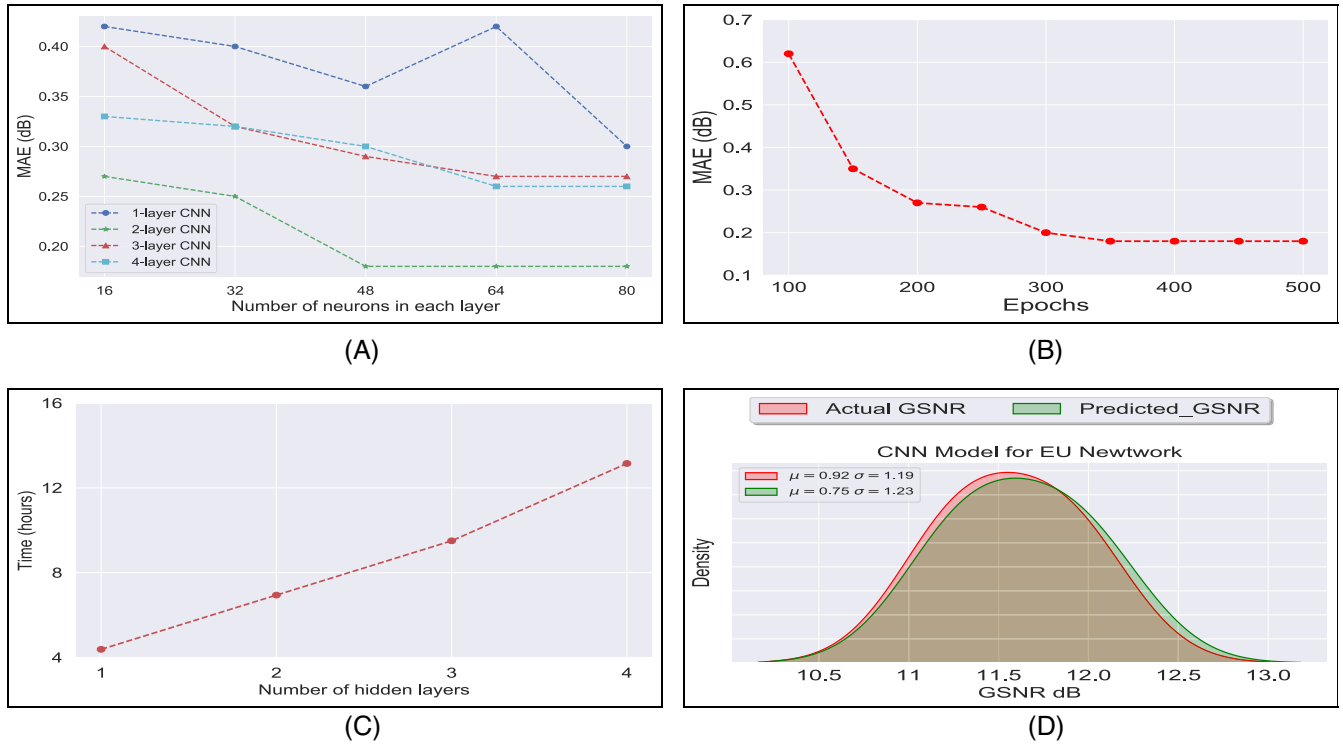 MAE (dB)
0.40
0.35
0.30
0.25
0.20
1-layer CNN
2-layer CNN
3-layer CNN
4-layer CNN
16 32 48 64 80
Number of neurons in each layer
(A)
MAE (dB)
0.7
0.6
0.5
0.4
0.3
0.2
0.1
100 200 300 400 500
Epochs
(B)
Time (hours)
16
12
8
4
1 2 3 4
Number of hidden layers
(C)
Actual GSNR Predicted_GSNR
CNN Model for EU Newtwork
μ = 0.92 σ = 1.19
μ = 0.75 σ = 1.23
Density
10.5 11 11.5 12.0 12.5 13.0
GSNR dB
(D)